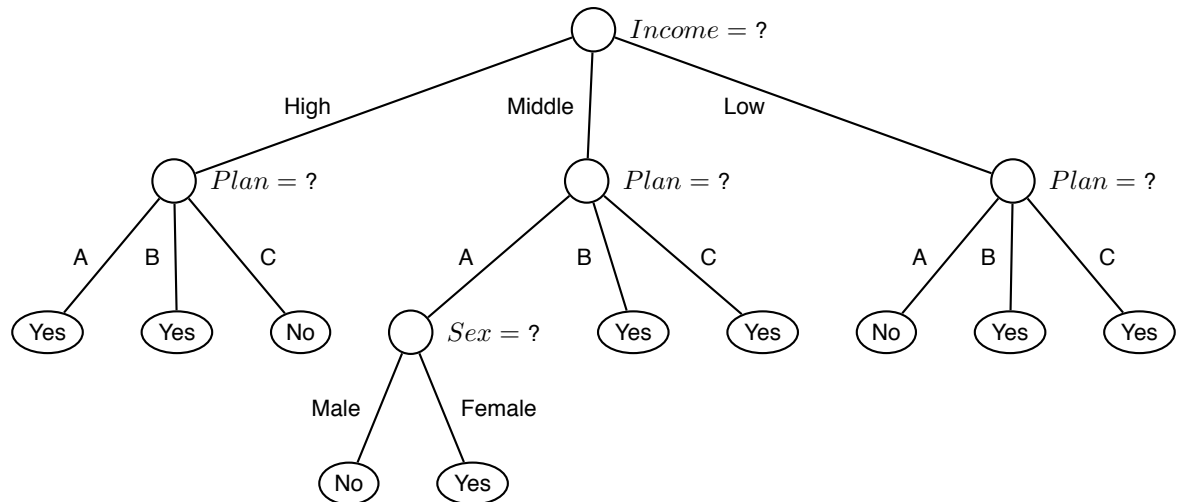 Income = ?
High Middle Low
Plan = ? Plan = ? Plan = ?
A B C A B C A B C
Yes Yes No Sex = ? Yes Yes No Yes Yes
Male Female
No Yes